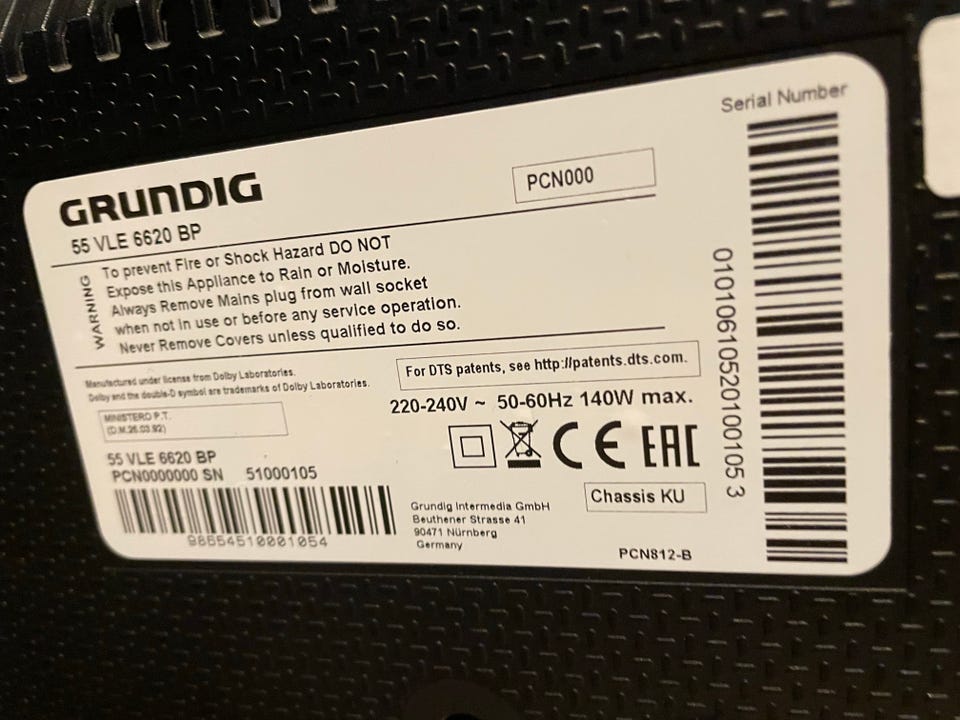 Serial Number
GRUNDIG
PCN000
55 VLE 6620 BP
WARNING
To prevent Fire or Shock Hazard DO NOT
Expose this Appliance to Rain or Moisture.
Always Remove Mains plug from wall socket
when not in use or before any service operation.
Never Remove Covers unless qualified to do so.
01010610520100105 3
Manufactured under license from Dolby Laboratories.
Dolby and the double-D symbol are trademarks of Dolby Laboratories.
For DTS patents, see http://patents.dts.com.
MINISTERO P.T.
(D.M.26.03.92)
220-240V ~ 50-60Hz 140W max.
CE EAC
55 VLE 6620 BP
PCN0000000 SN 51000105
98654510001054
Chassis KU
Grundig Intermedia GmbH
Beuthener Strasse 41
90471 Nürnberg
Germany
PCN812-B